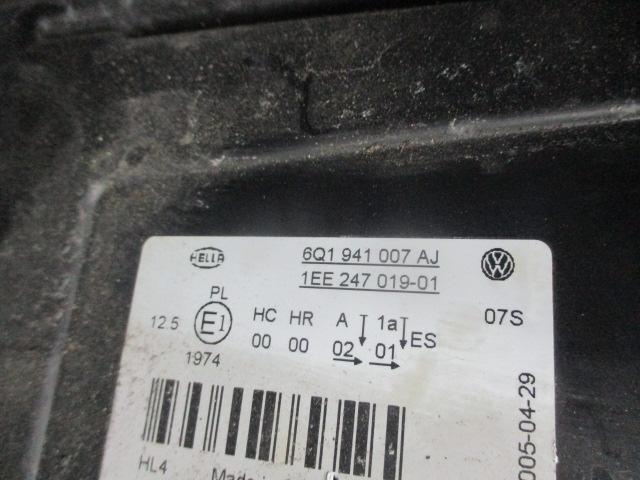 HELLA
6Q1 941 007 AJ
1EE 247 019-01
PL
12.5 E1 HC HR A 1a 07S
00 00 02 01 ES
1974
HL4
Made
005-04-29